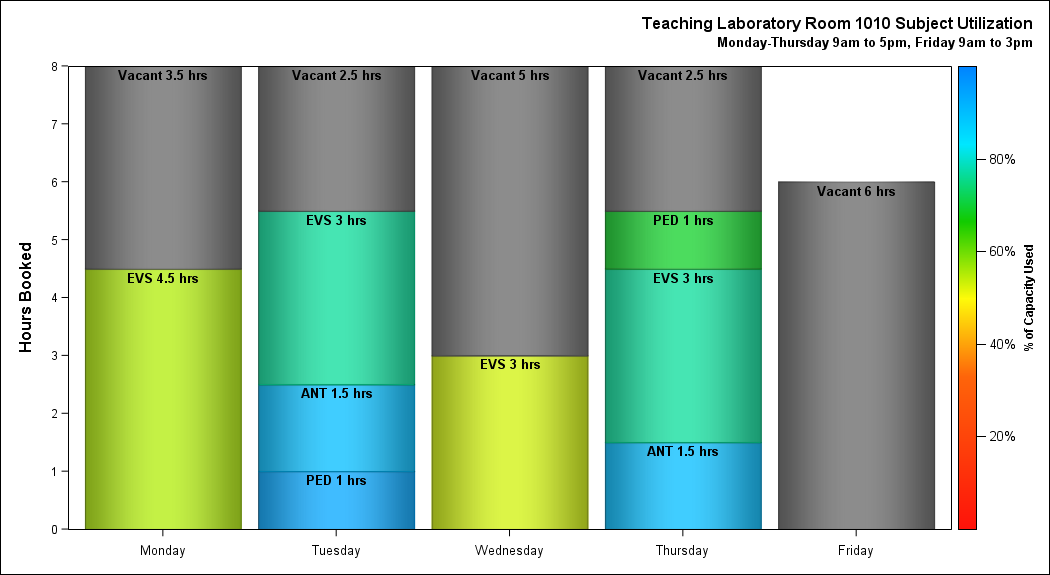 Teaching Laboratory Room 1010 Subject Utilization
Monday-Thursday 9am to 5pm, Friday 9am to 3pm
Hours Booked
8
7
6
5
4
3
2
1
0
Vacant 3.5 hrs
EVS 4.5 hrs
Vacant 2.5 hrs
EVS 3 hrs
ANT 1.5 hrs
PED 1 hrs
Vacant 5 hrs
EVS 3 hrs
Vacant 2.5 hrs
PED 1 hrs
EVS 3 hrs
ANT 1.5 hrs
Vacant 6 hrs
Monday
Tuesday
Wednesday
Thursday
Friday
80%
60%
40%
20%
% of Capacity Used